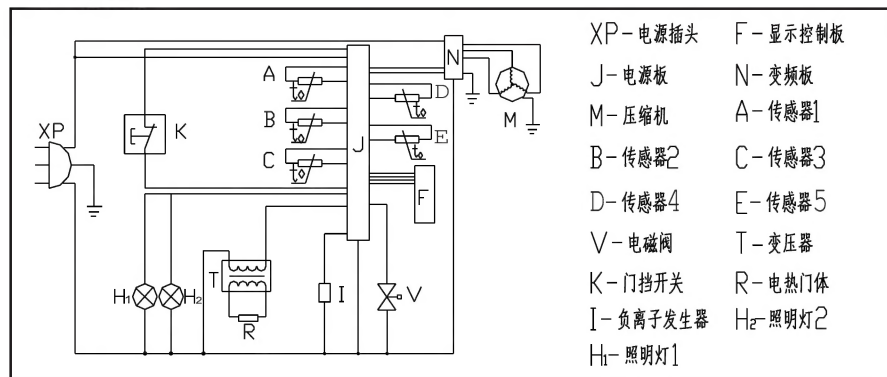 XP-电源插头 F-显示控制板
J-电源板 N-变频板
M-压缩机 A-传感器1
B-传感器2 C-传感器3
D-传感器4 E-传感器5
V-电磁阀 T-变压器
K-门挡开关 R-电热门体
I-负离子发生器 H2-照明灯2
H1-照明灯1
XP
K
A
t°
B
t°
C
t°
J
N
M
D
t°
E
t°
F
H1
H2
T
R
I
V